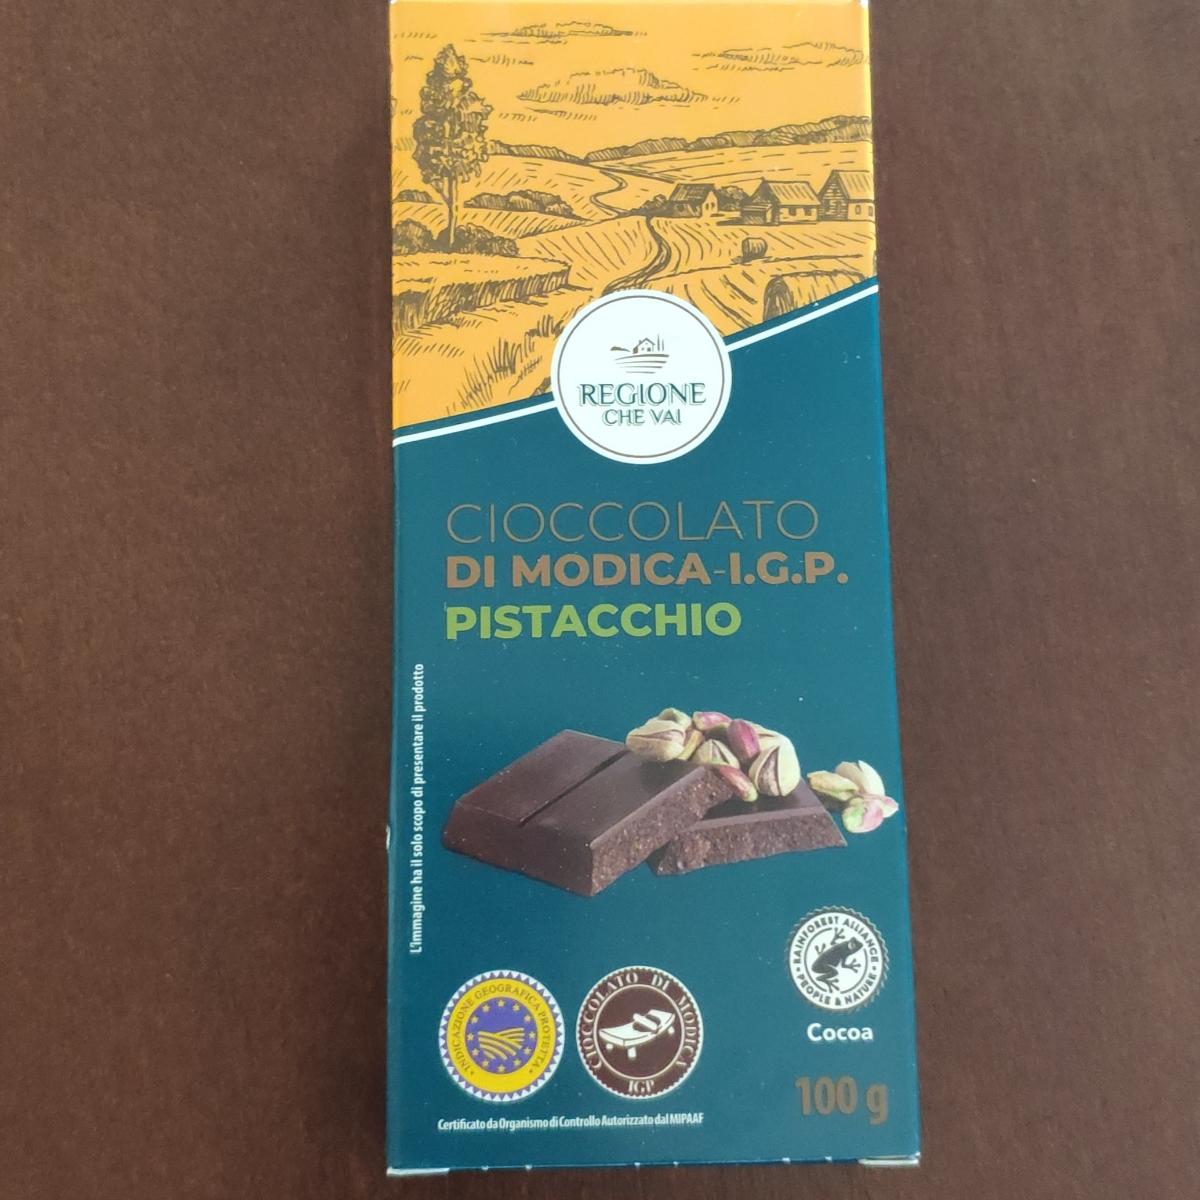 REGIONE
CHE VAI
CIOCCOLATO
DI MODICA-I.G.P.
PISTACCHIO
L'immagine ha il solo scopo di presentare il prodotto
RAINFOREST ALLIANCE
PEOPLE & NATURE
Cocoa
INDICAZIONE GEOGRAFICA PROTETTA
CIOCCOLATO DI MODICA
IGP
100 g
Certificato da Organismo di Controllo Autorizzato dal MIPAAF